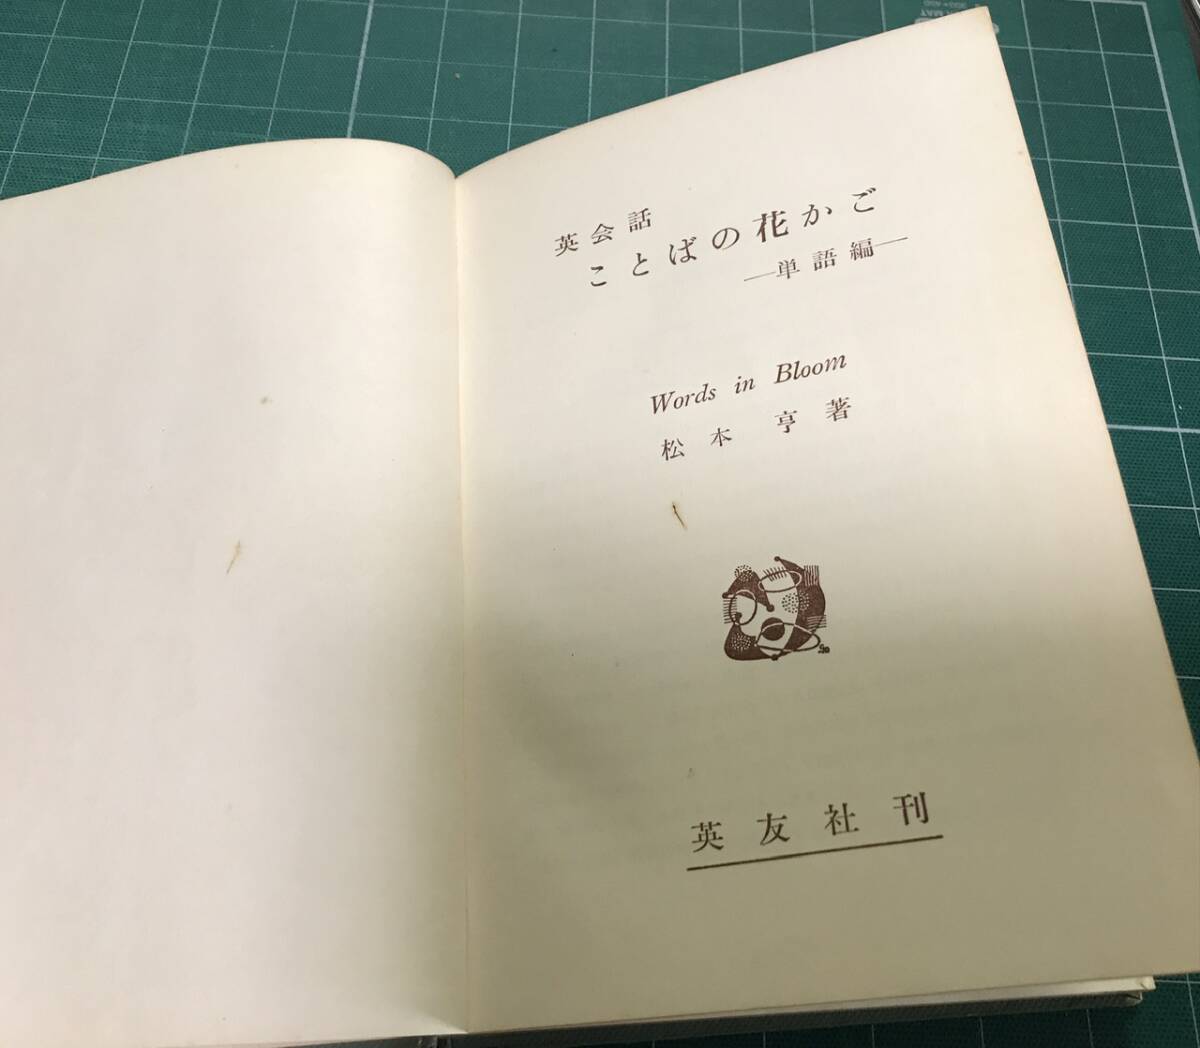 英会話
ことばの花かご
―単語編―
Words in Bloom
松本亨著
英友社刊